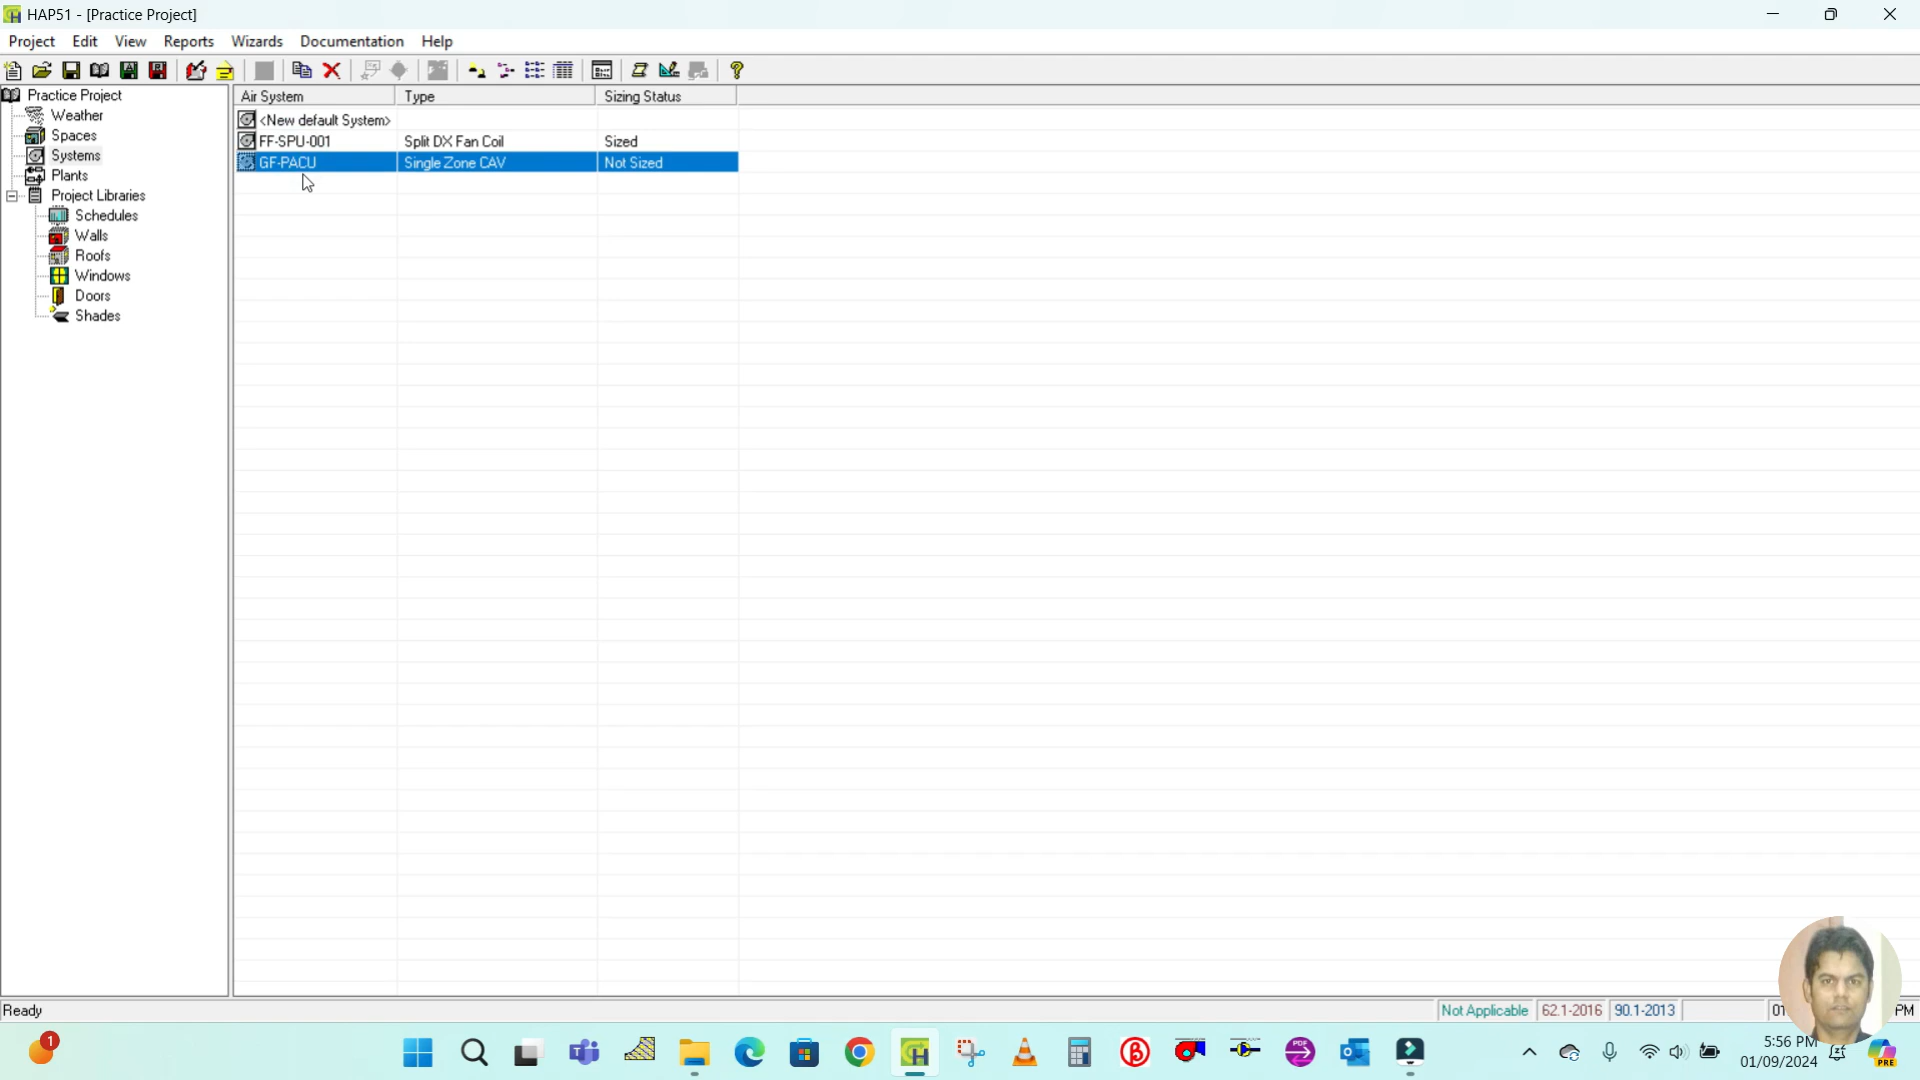 HAP51 - [Practice Project]
Project Edit View Reports Wizards Documentation Help
Practice Project
Weather
Spaces
Systems
Plants
Project Libraries
Schedules
Walls
Roofs
Windows
Doors
Shades
Air System Type Sizing Status
<New default System>
FF-SPU-001 Split DX Fan Coil Sized
GF-PACU Single Zone CAV Not Sized
Ready
Not Applicable 62.1-2016 90.1-2013 PM
1
PDF
5:56 PM
01/09/2024
PRE